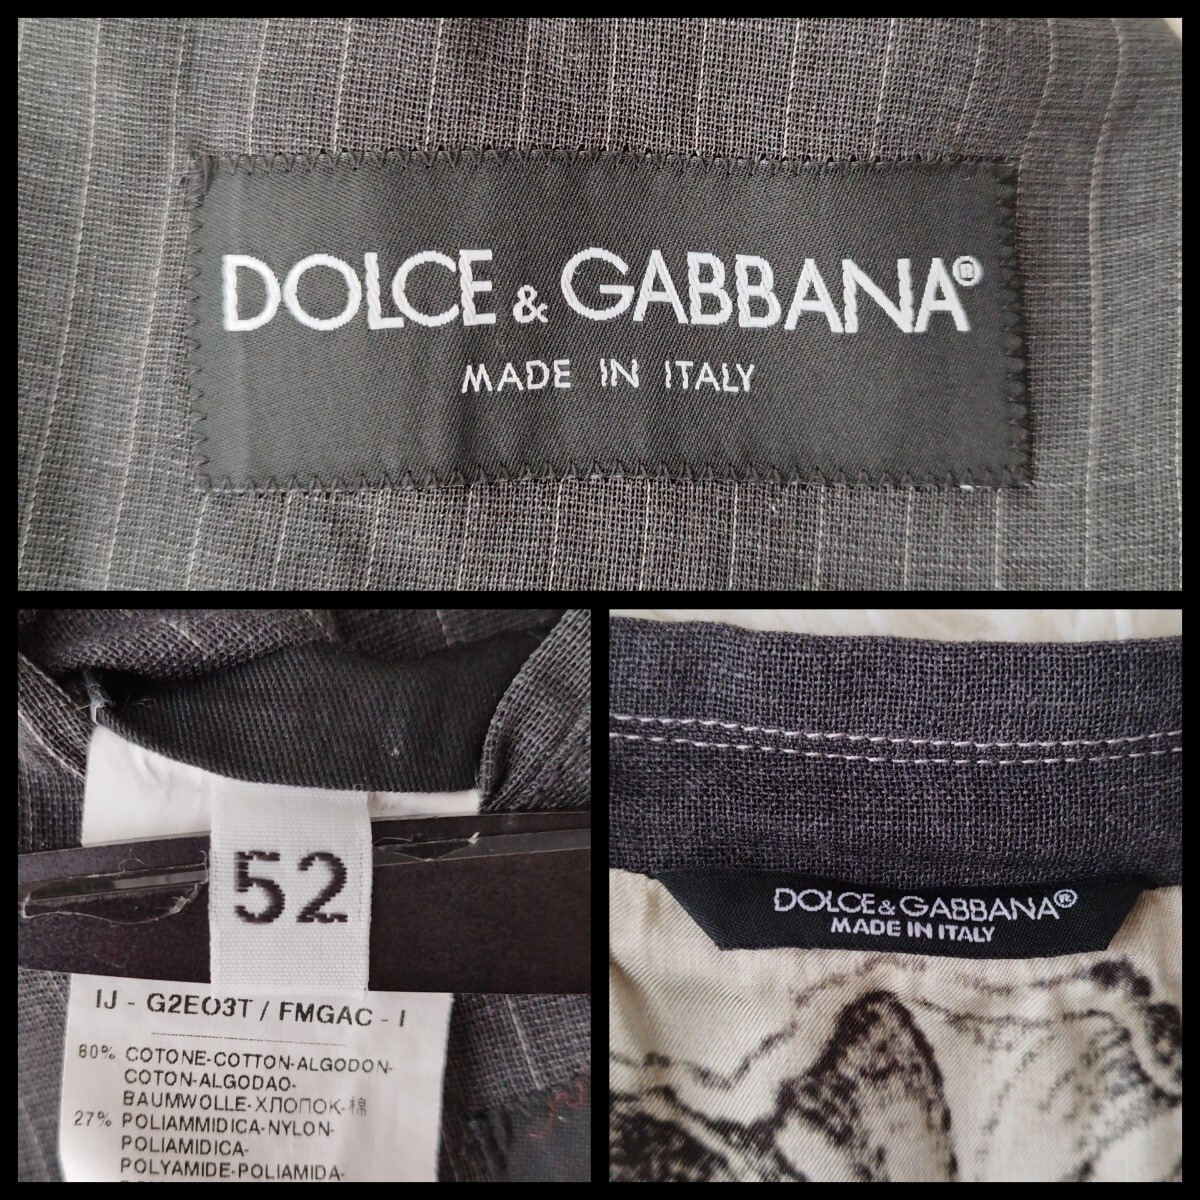 DOLCE & GABBANA®
MADE IN ITALY
52
IJ - G2EO3T / FMGAC - I
60% COTONE-COTTON-ALGODON-
COTON-ALGODAO-
BAUMWOLLE-ХЛОПОК-棉
27% POLIAMMIDICA-NYLON-
POLIAMIDICA-
POLYAMIDE-POLIAMIDA-
DOLCE & GABBANA®
MADE IN ITALY